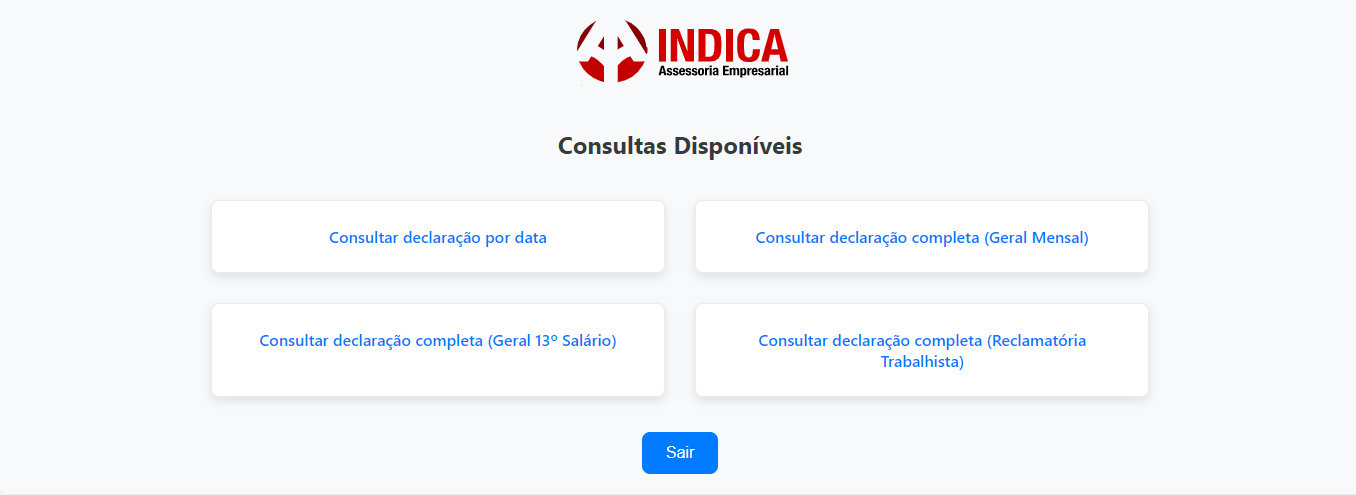 INDICA
Assessoria Empresarial
Consultas Disponíveis
Consultar declaração por data
Consultar declaração completa (Geral Mensal)
Consultar declaração completa (Geral 13º Salário)
Consultar declaração completa (Reclamatória
Trabalhista)
Sair